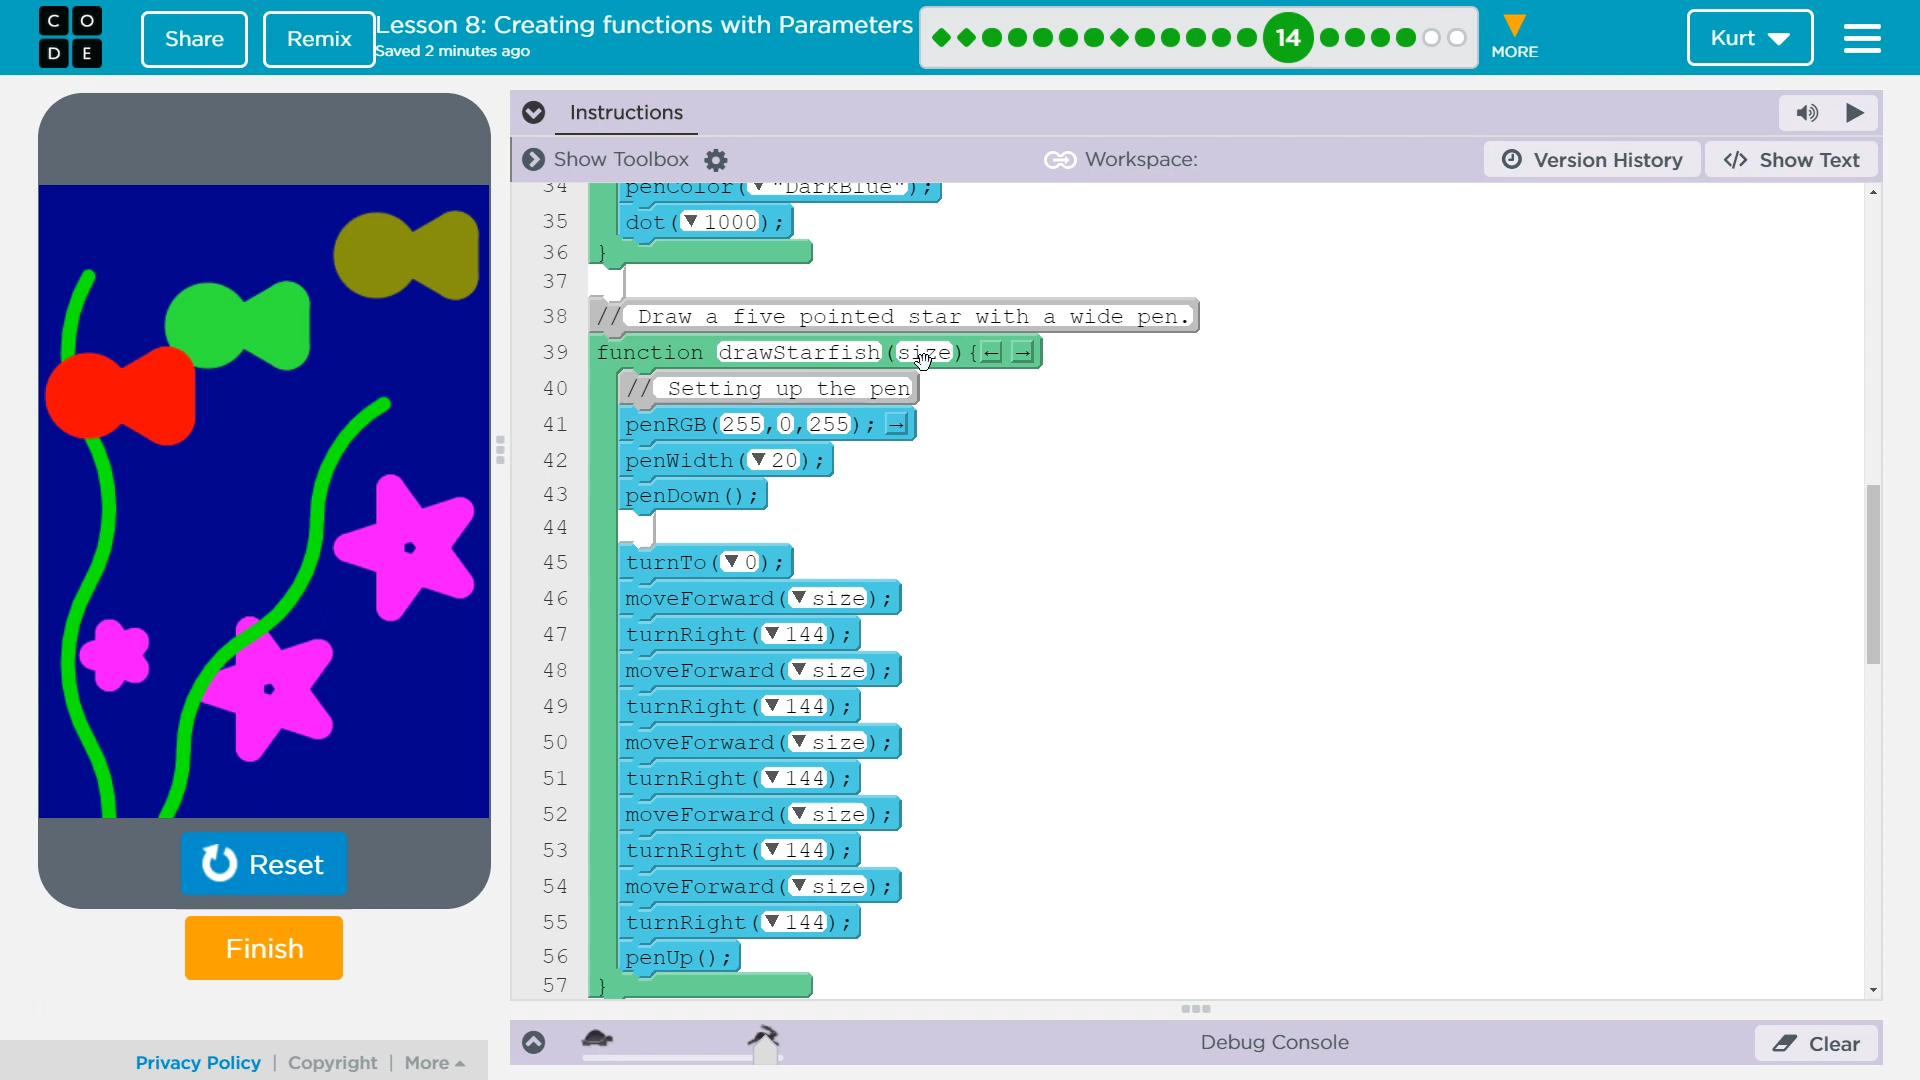 C O
D E
Share
Remix
Lesson 8: Creating functions with Parameters
Saved 2 minutes ago
14
MORE
Kurt
Instructions
Show Toolbox
Workspace:
Version History
</> Show Text
34 penColor(▼"DarkBlue");
35 dot(▼1000);
36 }
37
38 // Draw a five pointed star with a wide pen.
39 function drawStarfish(size){← →
40 // Setting up the pen
41 penRGB(255,0,255); →
42 penWidth(▼20);
43 penDown();
44
45 turnTo(▼0);
46 moveForward(▼size);
47 turnRight(▼144);
48 moveForward(▼size);
49 turnRight(▼144);
50 moveForward(▼size);
51 turnRight(▼144);
52 moveForward(▼size);
53 turnRight(▼144);
54 moveForward(▼size);
55 turnRight(▼144);
56 penUp();
57 }
Reset
Finish
Debug Console
Clear
Privacy Policy | Copyright | More